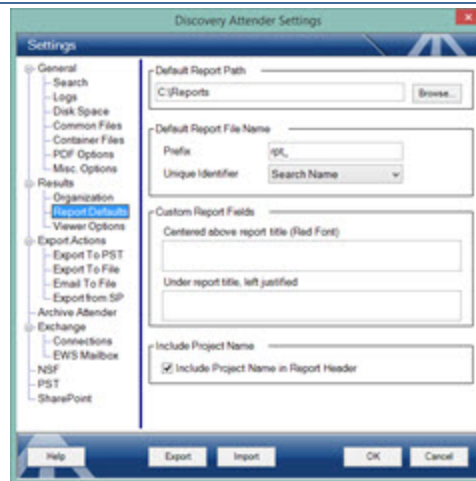 Discovery Attender Settings
Settings
General
Search
Logs
Disk Space
Common Files
Container Files
PDF Options
Misc. Options
Results
Organization
Report Defaults
Viewer Options
Export Actions
Export To PST
Export To File
Email To File
Export from SP
Archive Attender
Exchange
Connections
EWS Mailbox
NSF
PST
SharePoint
Default Report Path
C:\Reports
Browse...
Default Report File Name
Prefix
rpt_
Unique Identifier
Search Name
Custom Report Fields
Centered above report title (Red Font)
Under report title, left justified
Include Project Name
Include Project Name in Report Header
Help
Export
Import
OK
Cancel